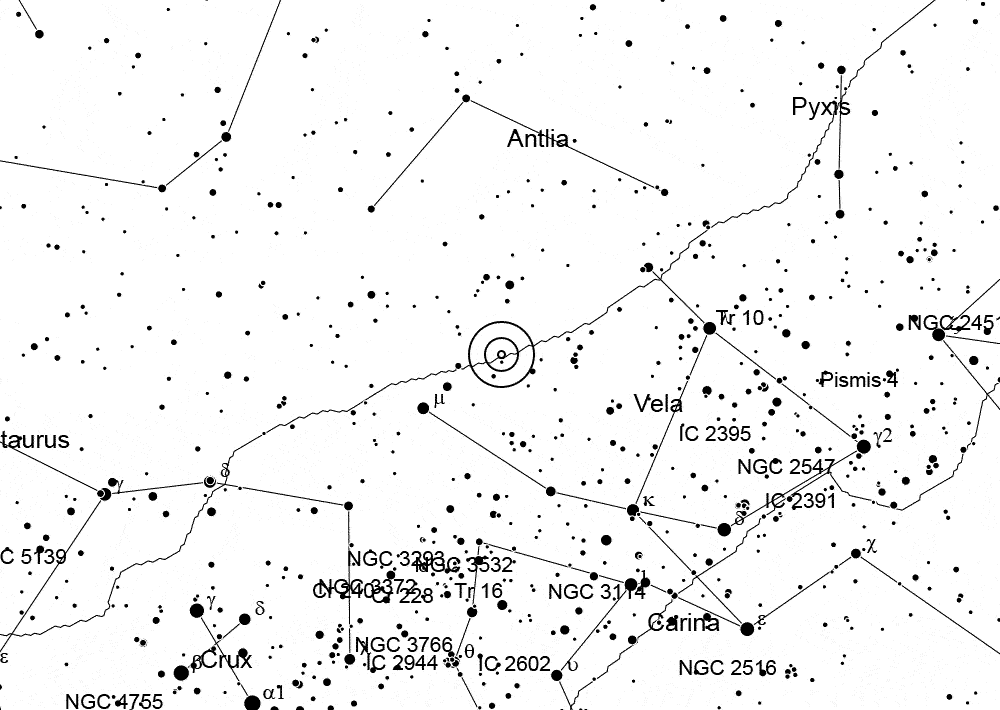 Pyxis
Antlia
Tr 10
NGC 2451
Pismis 4
μ
Vela
IC 2395
taurus
γ2
δ
NGC 2547
γ
IC 2391
κ
δ
χ
C 5139
NGC 3293
NGC 3532
NGC 3372
Cr 228
Tr 16
NGC 3114
ι
γ
δ
Carina
ε
NGC 3766
θ
ε
β
Crux
IC 2944
IC 2602
υ
NGC 2516
α1
NGC 4755